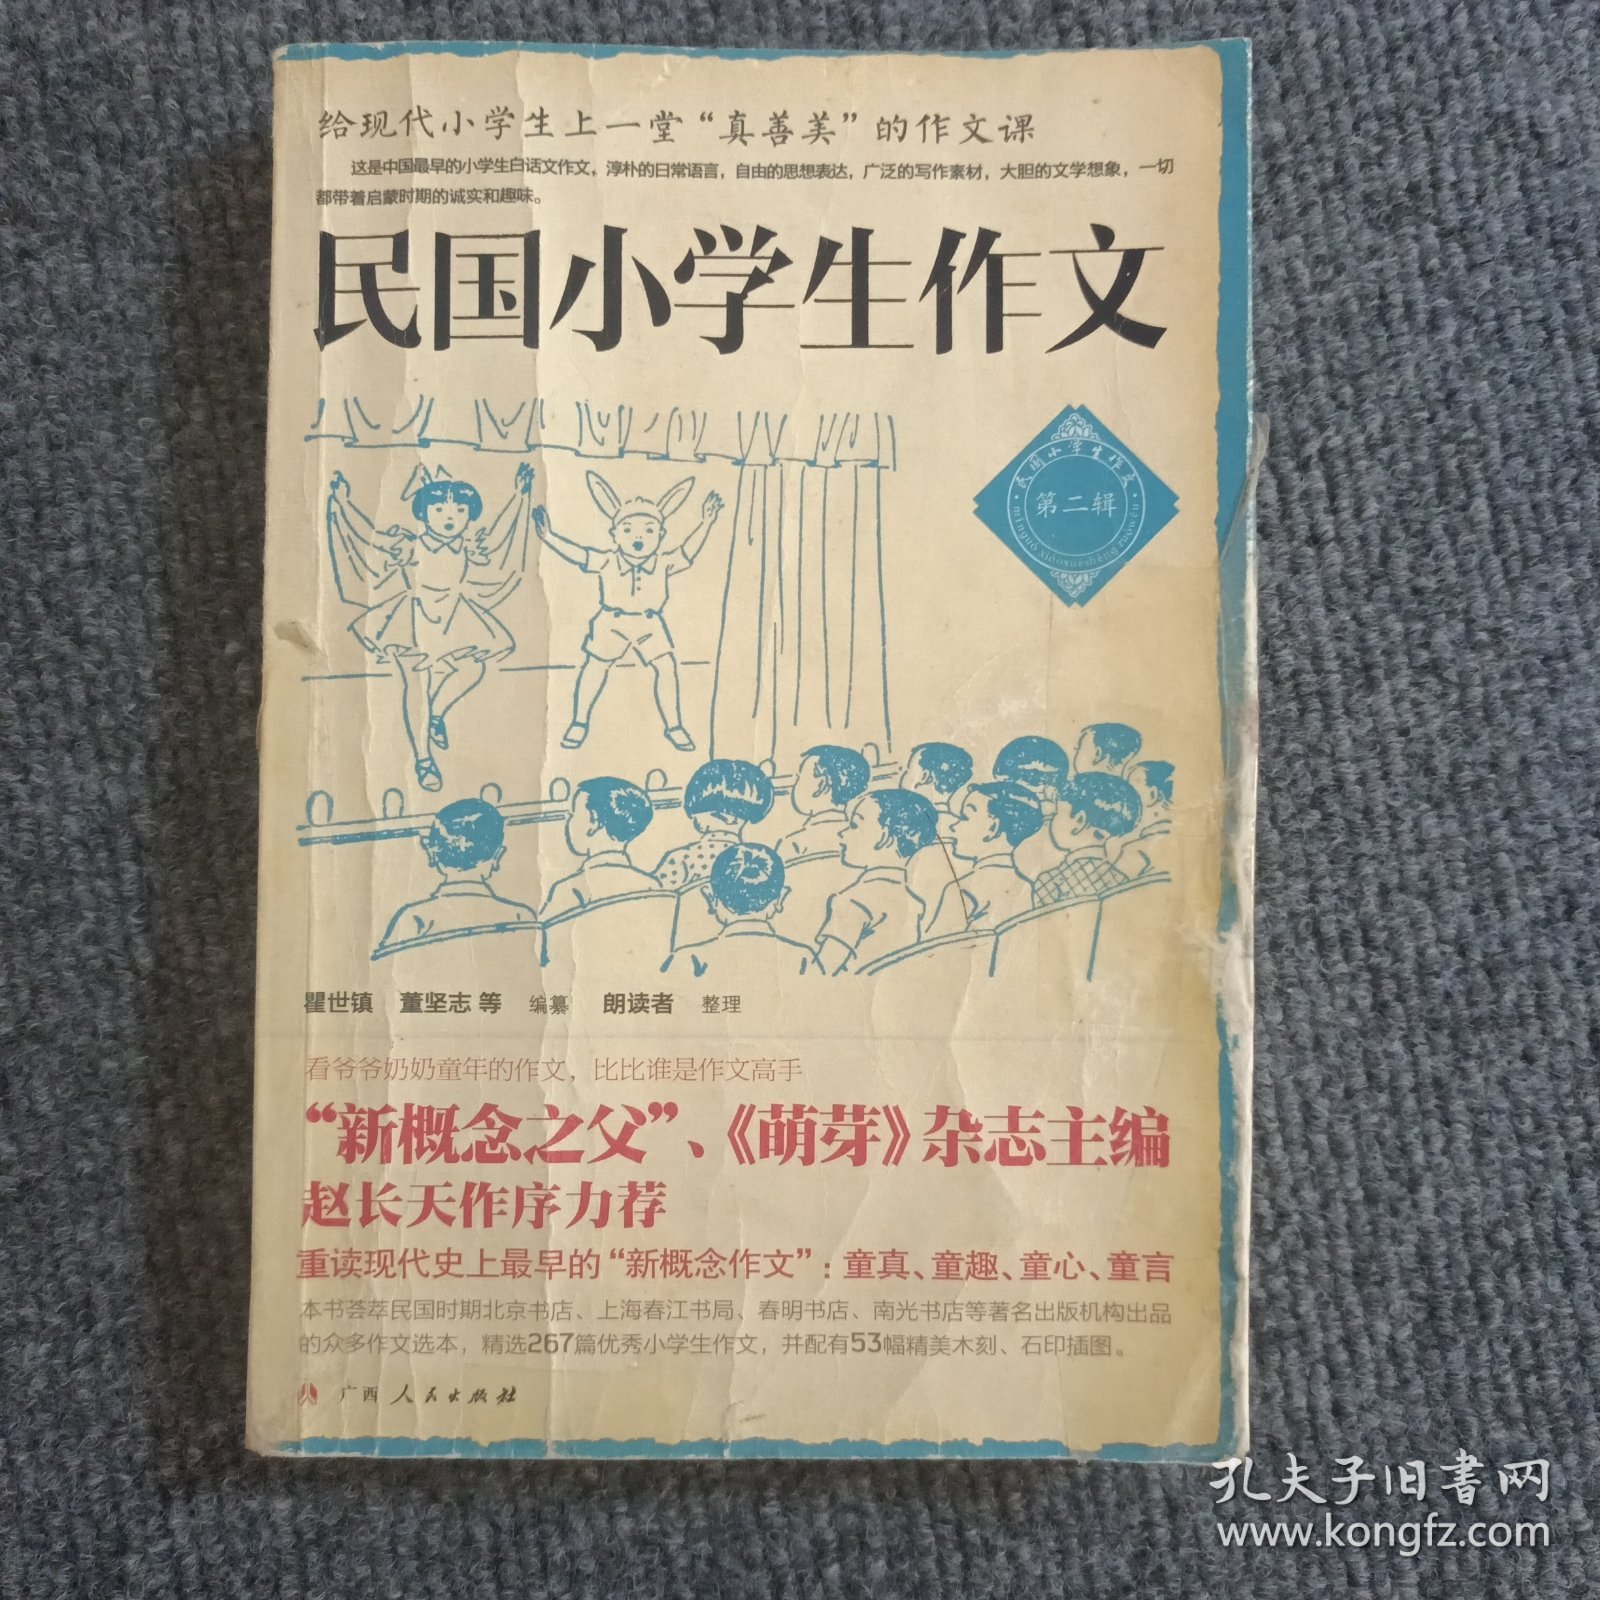 给现代小学生上一堂“真善美”的作文课
这是中国最早的小学生白话文作文，淳朴的日常语言，自由的思想表达，广泛的写作素材，大胆的文学想象，一切
都带着启蒙时期的诚实和趣味。
民国小学生作文
民国小学生作文
第二辑
minguó xiǎoxuéshēng zuòwén
瞿世镇 董坚志 等 编纂 朗读者 整理
看爷爷奶奶童年的作文，比比谁是作文高手
“新概念之父”、《萌芽》杂志主编
赵长天作序力荐
重读现代史上最早的“新概念作文”：童真、童趣、童心、童言
本书荟萃民国时期北京书店、上海春江书局、春明书店、南光书店等著名出版机构出品
的众多作文选本，精选267篇优秀小学生作文，并配有53幅精美木刻、石印插图。
广西人民出版社
孔夫子旧书网
www.kongfz.com